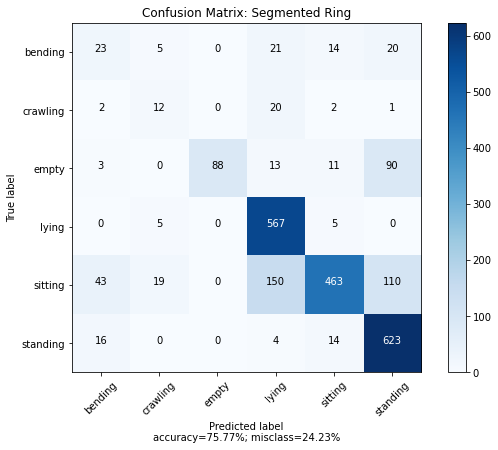 Confusion Matrix: Segmented Ring
True label
bending 23 5 0 21 14 20
crawling 2 12 0 20 2 1
empty 3 0 88 13 11 90
lying 0 5 0 567 5 0
sitting 43 19 0 150 463 110
standing 16 0 0 4 14 623
bending crawling empty lying sitting standing
Predicted label
accuracy=75.77%; misclass=24.23%
600
500
400
300
200
100
0